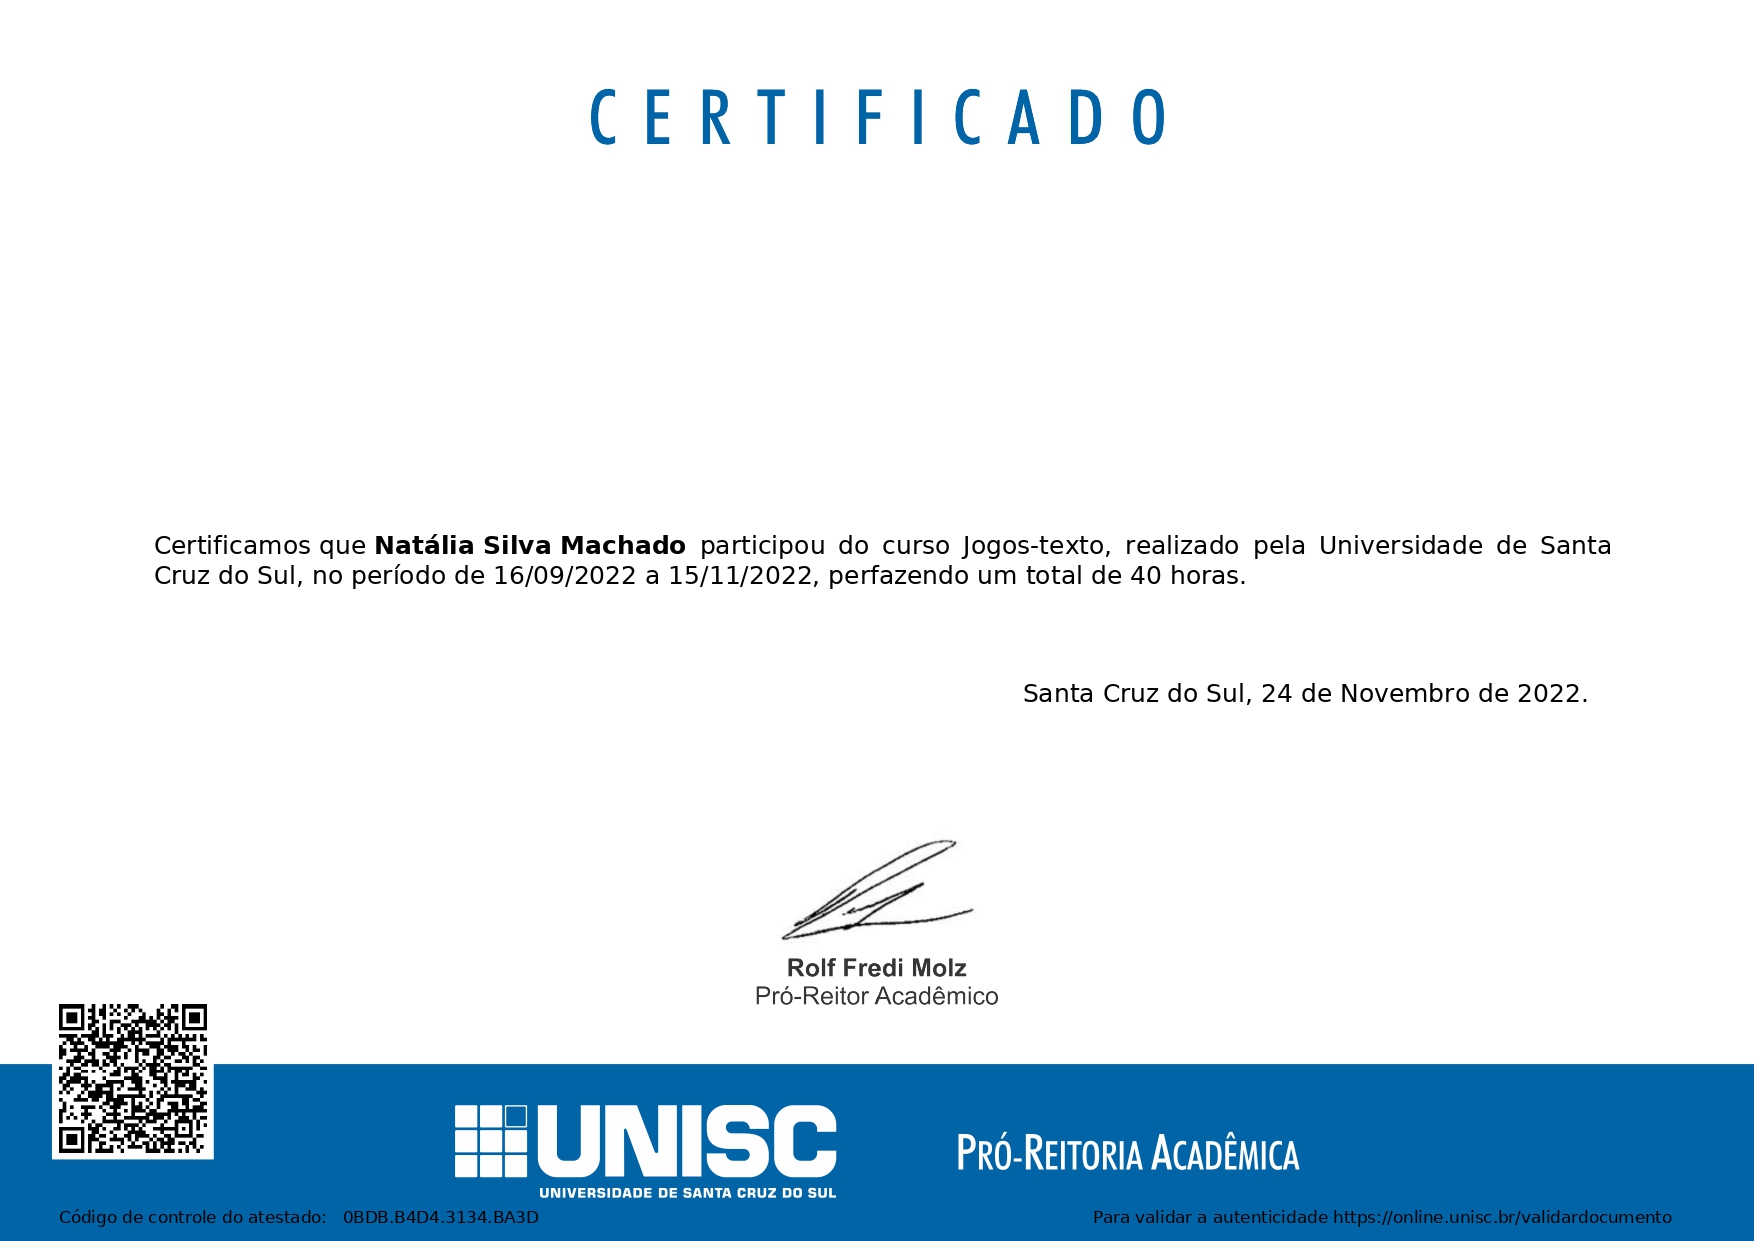 CERTIFICADO
Certificamos que Natália Silva Machado participou do curso Jogos-texto, realizado pela Universidade de Santa
Cruz do Sul, no período de 16/09/2022 a 15/11/2022, perfazendo um total de 40 horas.
Santa Cruz do Sul, 24 de Novembro de 2022.
Rolf Fredi Molz
Pró-Reitor Acadêmico
UNISC
UNIVERSIDADE DE SANTA CRUZ DO SUL
PRÓ-REITORIA ACADÊMICA
Código de controle do atestado: 0BDB.B4D4.3134.BA3D
Para validar a autenticidade https://online.unisc.br/validardocumento